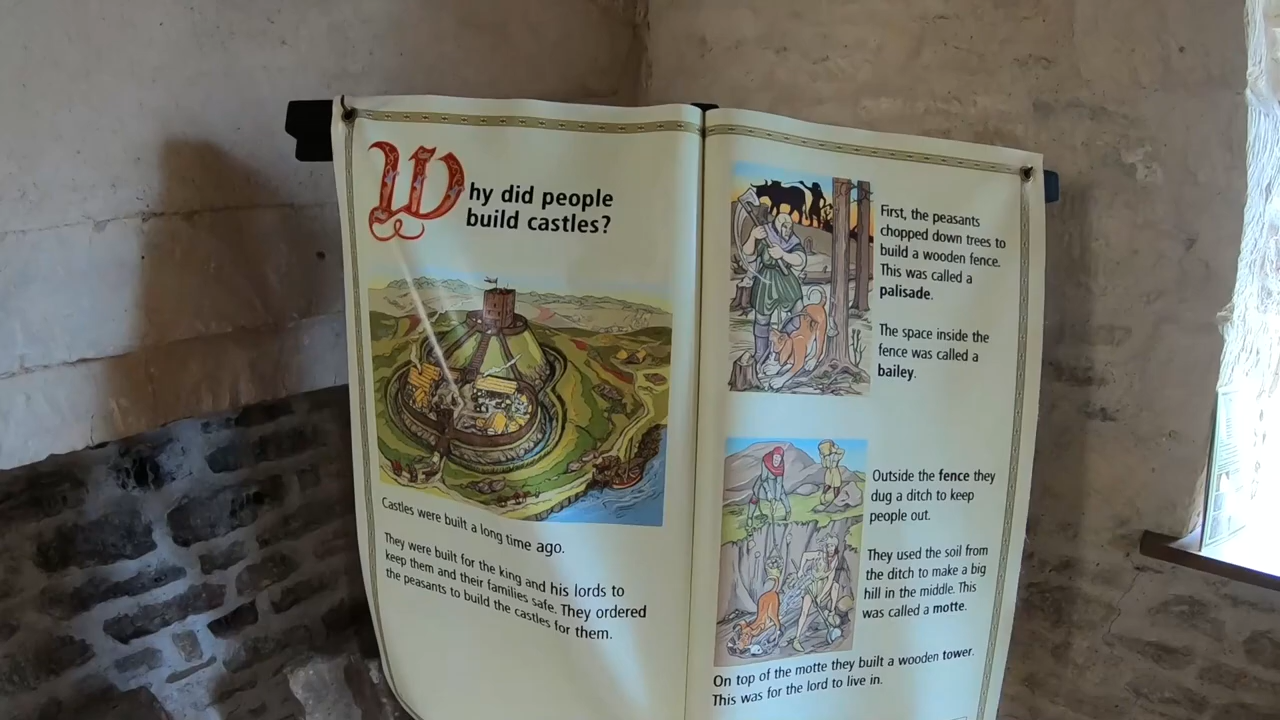 Why did people
build castles?
Castles were built a long time ago.
They were built for the king and his lords to
keep them and their families safe. They ordered
the peasants to build the castles for them.
First, the peasants
chopped down trees to
build a wooden fence.
This was called a
palisade.
The space inside the
fence was called a
bailey.
Outside the fence they
dug a ditch to keep
people out.
They used the soil from
the ditch to make a big
hill in the middle. This
was called a motte.
On top of the motte they built a wooden tower.
This was for the lord to live in.